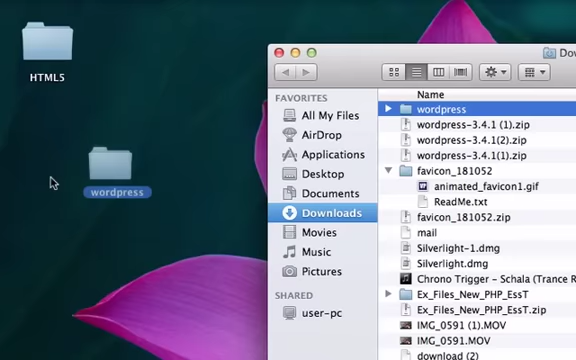 HTML5
wordpress
Dow
FAVORITES
All My Files
AirDrop
Applications
Desktop
Documents
Downloads
Movies
Music
Pictures
SHARED
user-pc
Name
wordpress
wordpress-3.4.1 (1).zip
wordpress-3.4.1(2).zip
wordpress-3.4.1(1).zip
favicon_181052
animated_favicon1.gif
ReadMe.txt
favicon_181052.zip
mail
Silverlight-1.dmg
Silverlight.dmg
Chrono Trigger - Schala (Trance R
Ex_Files_New_PHP_EssT
Ex_Files_New_PHP_EssT.zip
IMG_0591 (1).MOV
IMG_0591.MOV
download (2)